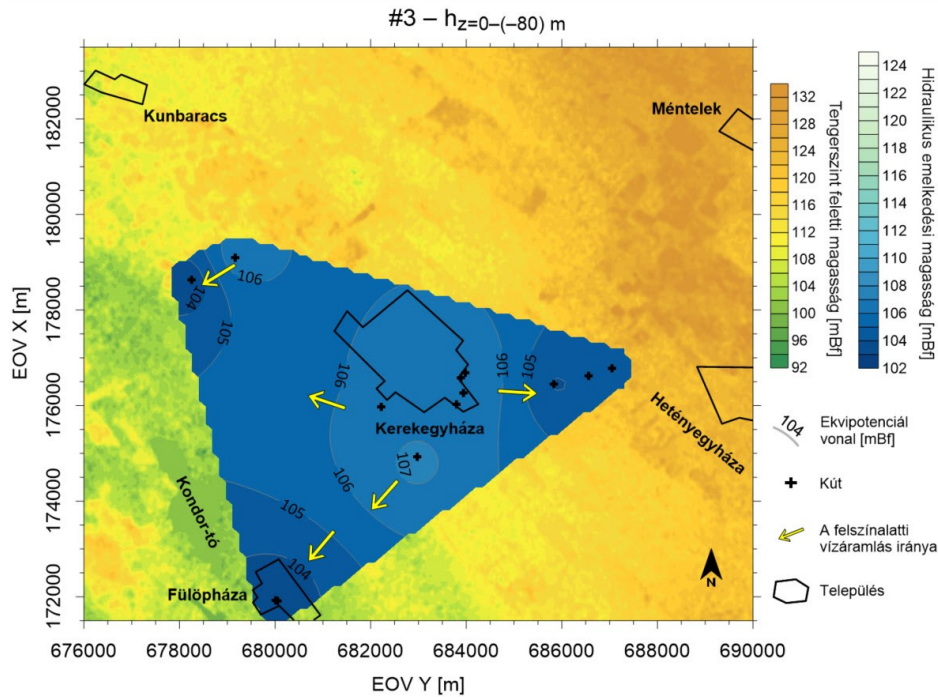 #3 – hz=0–(–80) m
Kunbaracs
Méntelek
Kerekegyháza
Hetényegyháza
Kondor-tó
Fülöpháza
106
104
105
106
106
105
107
106
105
104
N
EOV X [m]
182000
180000
178000
176000
174000
172000
676000 678000 680000 682000 684000 686000 688000 690000
EOV Y [m]
132
128
124
120
116
112
108
104
100
96
92
Tengerszint feletti magasság [mBf]
124
122
120
118
116
114
112
110
108
106
104
102
Hidraulikus emelkedési magasság [mBf]
104
Ekvipotenciál
vonal [mBf]
Kút
A felszínalatti
vízáramlás iránya
Település